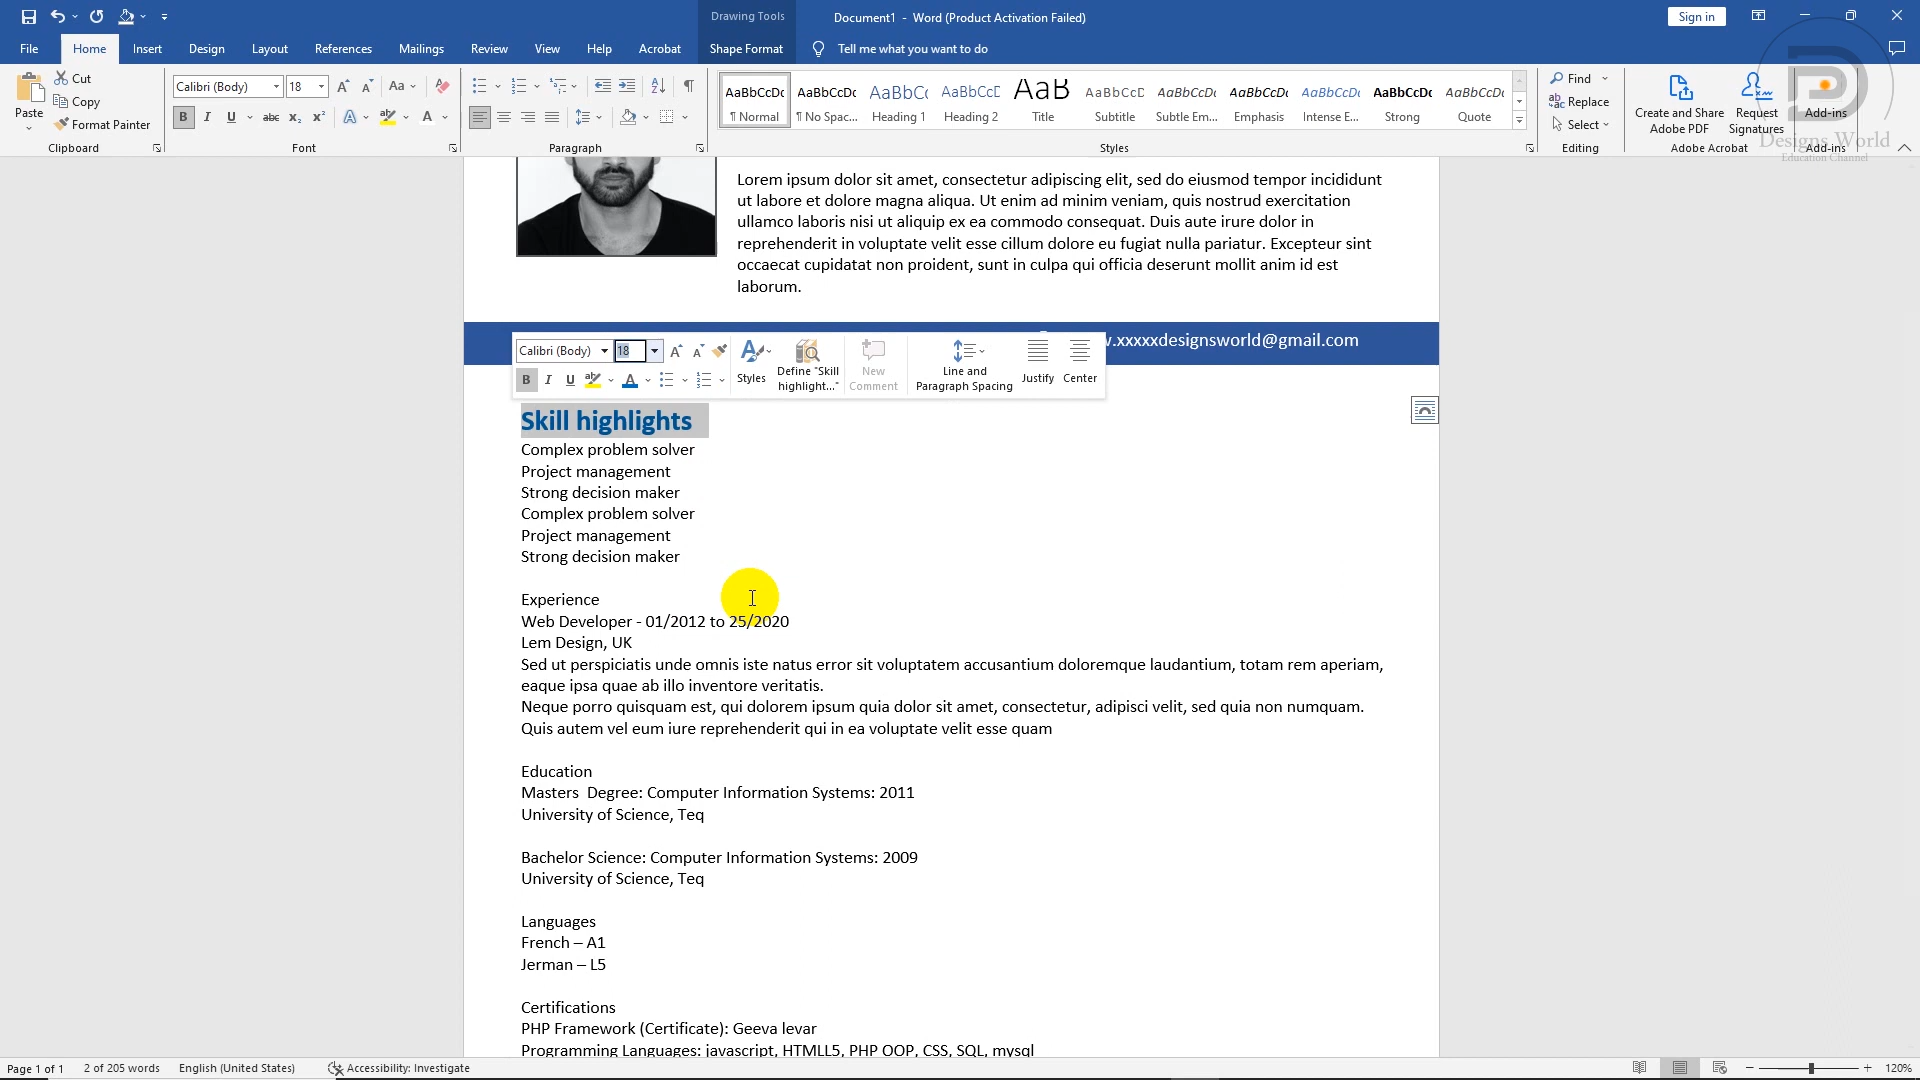 Drawing Tools
Document1 - Word (Product Activation Failed)
Sign in
File
Home
Insert
Design
Layout
References
Mailings
Review
View
Help
Acrobat
Shape Format
Tell me what you want to do
Paste
Cut
Copy
Format Painter
Clipboard
Calibri (Body)
18
Aa
B I U abc x₂ x² A ab A
Font
Paragraph
AaBbCcDc
¶ Normal
AaBbCcDc
¶ No Spac...
AaBbC
Heading 1
AaBbCcD
Heading 2
AaB
Title
AaBbCcD
Subtitle
AaBbCcDc
Subtle Em...
AaBbCcDc
Emphasis
AaBbCcDc
Intense E...
AaBbCcDc
Strong
AaBbCcDc
Quote
Styles
Find
Replace
Select
Editing
Create and Share
Adobe PDF
Request
Signatures
Adobe Acrobat
Add-ins
Add-ins
Designs World
Education Channel
Lorem ipsum dolor sit amet, consectetur adipiscing elit, sed do eiusmod tempor incididunt
ut labore et dolore magna aliqua. Ut enim ad minim veniam, quis nostrud exercitation
ullamco laboris nisi ut aliquip ex ea commodo consequat. Duis aute irure dolor in
reprehenderit in voluptate velit esse cillum dolore eu fugiat nulla pariatur. Excepteur sint
occaecat cupidatat non proident, sunt in culpa qui officia deserunt mollit anim id est
laborum.
.xxxxxdesignsworld@gmail.com
Calibri (Body)
18
B I U ab A
Styles
Define "Skill
highlight..."
New
Comment
Line and
Paragraph Spacing
Justify
Center
Skill highlights
Complex problem solver
Project management
Strong decision maker
Complex problem solver
Project management
Strong decision maker
Experience
Web Developer - 01/2012 to 25/2020
Lem Design, UK
Sed ut perspiciatis unde omnis iste natus error sit voluptatem accusantium doloremque laudantium, totam rem aperiam,
eaque ipsa quae ab illo inventore veritatis.
Neque porro quisquam est, qui dolorem ipsum quia dolor sit amet, consectetur, adipisci velit, sed quia non numquam.
Quis autem vel eum iure reprehenderit qui in ea voluptate velit esse quam
Education
Masters  Degree: Computer Information Systems: 2011
University of Science, Teq
Bachelor Science: Computer Information Systems: 2009
University of Science, Teq
Languages
French – A1
Jerman – L5
Certifications
PHP Framework (Certificate): Geeva levar
Programming Languages: javascript, HTMLL5, PHP OOP, CSS, SQL, mysql
Page 1 of 1
2 of 205 words
English (United States)
Accessibility: Investigate
120%